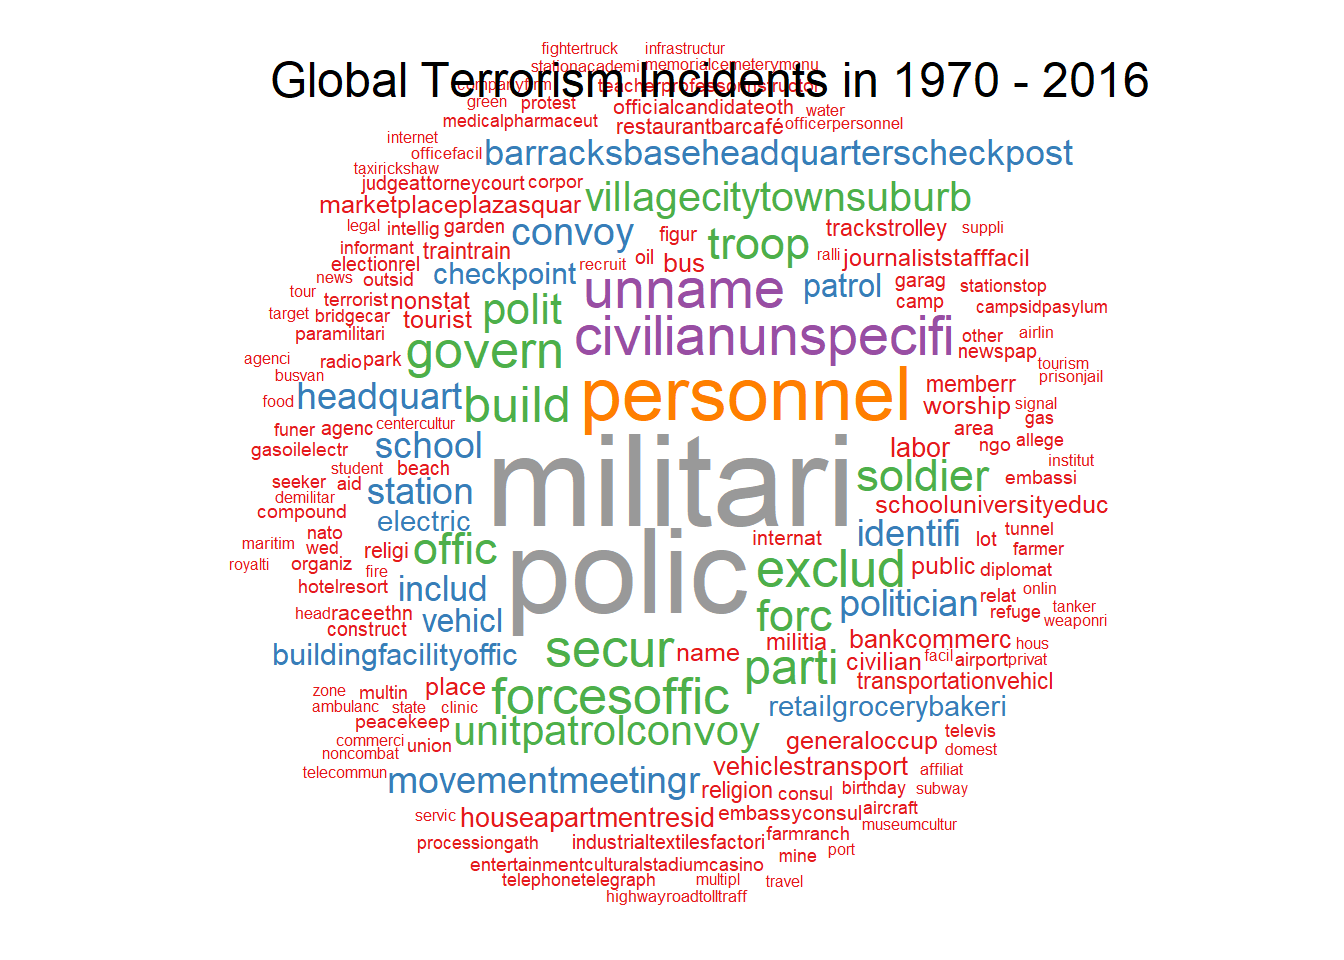 fightertruck infrastructur
stationacademi memorialcemeterymonu
Global Terrorism Incidents in 1970 - 2016
companyfirm teacherprofessorinstructor
green protest officialcandidateoth water
medicalpharmaceut restaurantbarcafé officerpersonnel
internet
officefacil barracksbaseheadquarterscheckpost
taxirickshaw
judgeattorneycourt corpor villagecitytownsuburb
marketplaceplazasquar
legal intellig garden convoy figur troop trackstrolley suppli
informant traintrain oil bus ralli journaliststafffacil
electionrel checkpoint recruit
news outsid unname patrol garag stationstop
tour terrorist nonstat camp campsidpasylum
target bridgecar tourist polit
paramilitari civilianunspecifi other airlin
agenci radio park govern newspap tourism
busvan personnel memberr prisonjail
food headquart build worship signal
funer agenc centercultur area gas
gasoilelectr school militari labor ngo allege
student beach soldier institut
seeker aid station embassi
demilitar
compound electric schooluniversityeduc
nato internat identifi lot tunnel
maritim wed religi offic polic farmer
royalti organiz fire exclud public diplomat
hotelresort includ politician relat onlin
head raceethn vehicl forc refuge tanker
construct weaponri
buildingfacilityoffic secur name militia bankcommerc hous
parti civilian facil airport privat
zone multin place forcesoffic transportationvehicl
ambulanc state clinic retailgrocerybakeri
peacekeep unitpatrolconvoy televis
commerci union generaloccup domest
noncombat
telecommun movementmeetingr vehiclestransport affiliat
religion consul birthday subway
servic houseapartmentresid embassyconsul aircraft
museumcultur
processiongath industrialtextilesfactori farmranch
mine port
entertainmentculturalstadiumcasino
telephonetelegraph multipl travel
highwayroadtolltraff